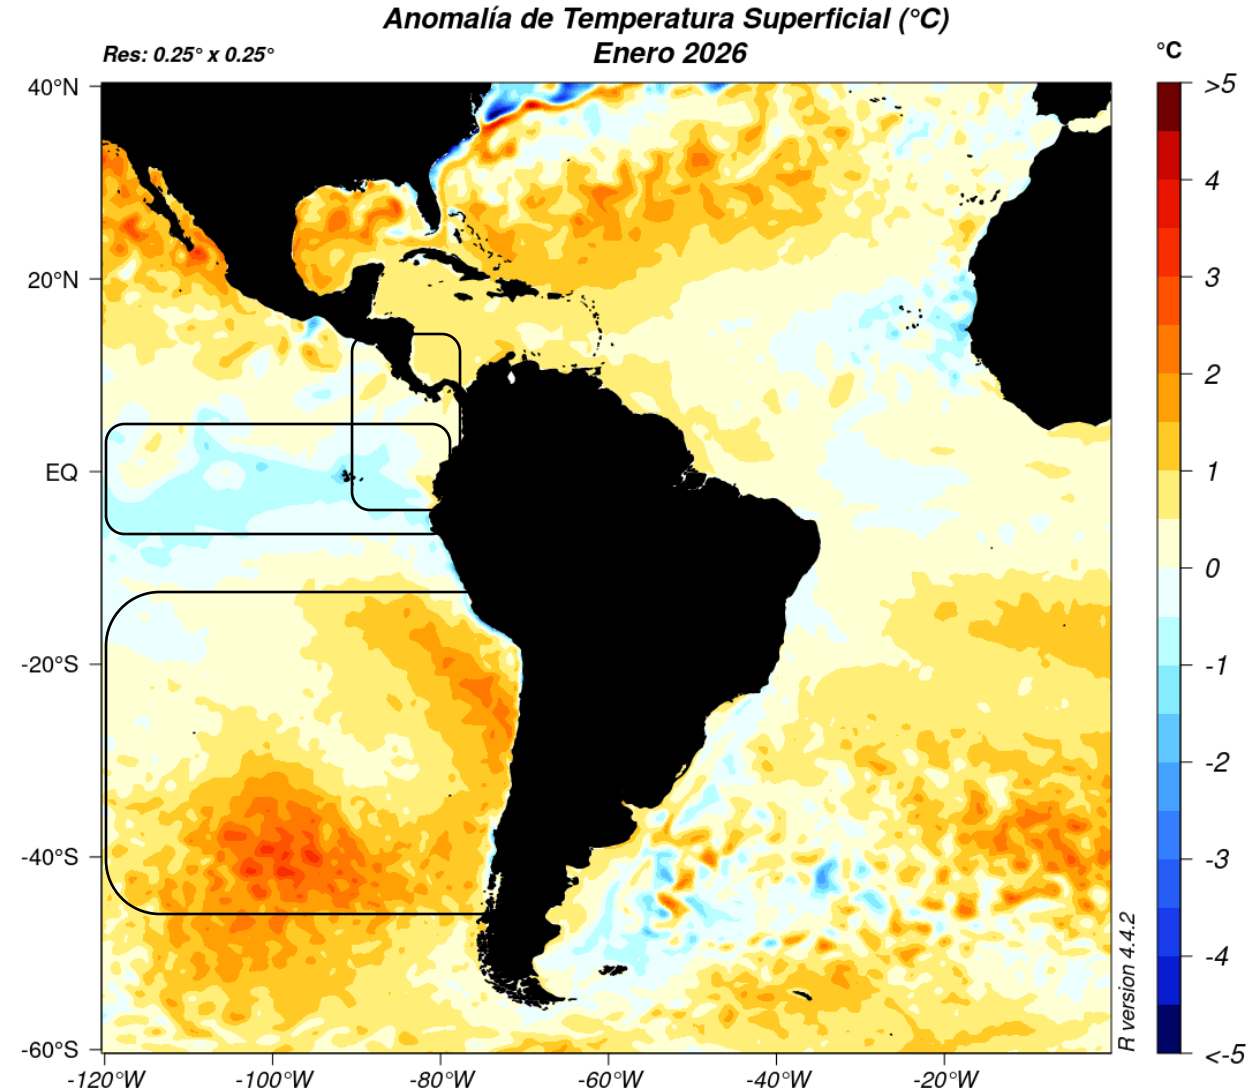 Anomalía de Temperatura Superficial (°C)
Res: 0.25° x 0.25°
Enero 2026
°C
40°N
20°N
EQ
-20°S
-40°S
-60°S
-120°W
-100°W
-80°W
-60°W
-40°W
-20°W
>5
4
3
2
1
0
-1
-2
-3
-4
<-5
R version 4.4.2